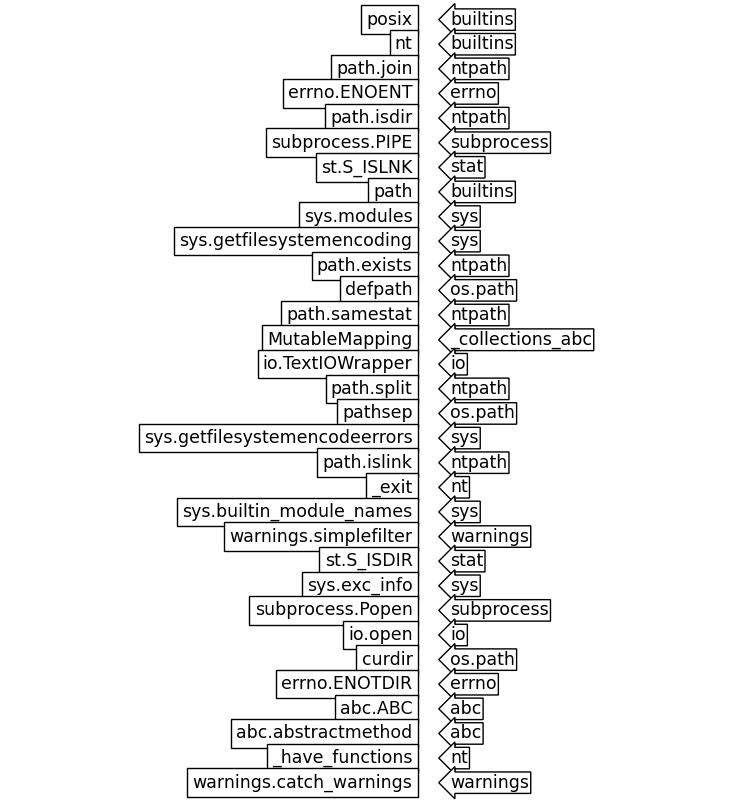 posix builtins
nt builtins
path.join ntpath
errno.ENOENT errno
path.isdir ntpath
subprocess.PIPE subprocess
st.S_ISLNK stat
path builtins
sys.modules sys
sys.getfilesystemencoding sys
path.exists ntpath
defpath os.path
path.samestat ntpath
MutableMapping _collections_abc
io.TextIOWrapper io
path.split ntpath
pathsep os.path
sys.getfilesystemencodeerrors sys
path.islink ntpath
_exit nt
sys.builtin_module_names sys
warnings.simplefilter warnings
st.S_ISDIR stat
sys.exc_info sys
subprocess.Popen subprocess
io.open io
curdir os.path
errno.ENOTDIR errno
abc.ABC abc
abc.abstractmethod abc
_have_functions nt
warnings.catch_warnings warnings